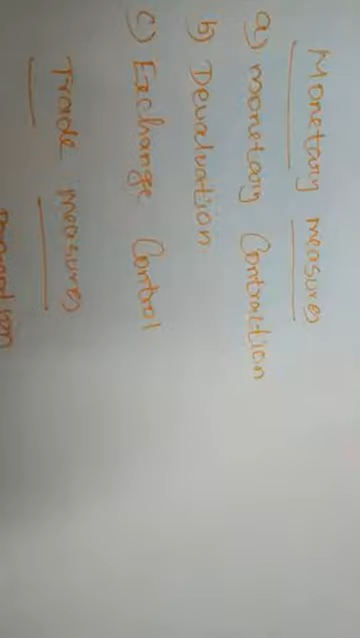 Monetary measures
a) monetary Contraction
b) Devaluation
c) Exchange Control
Trade measures